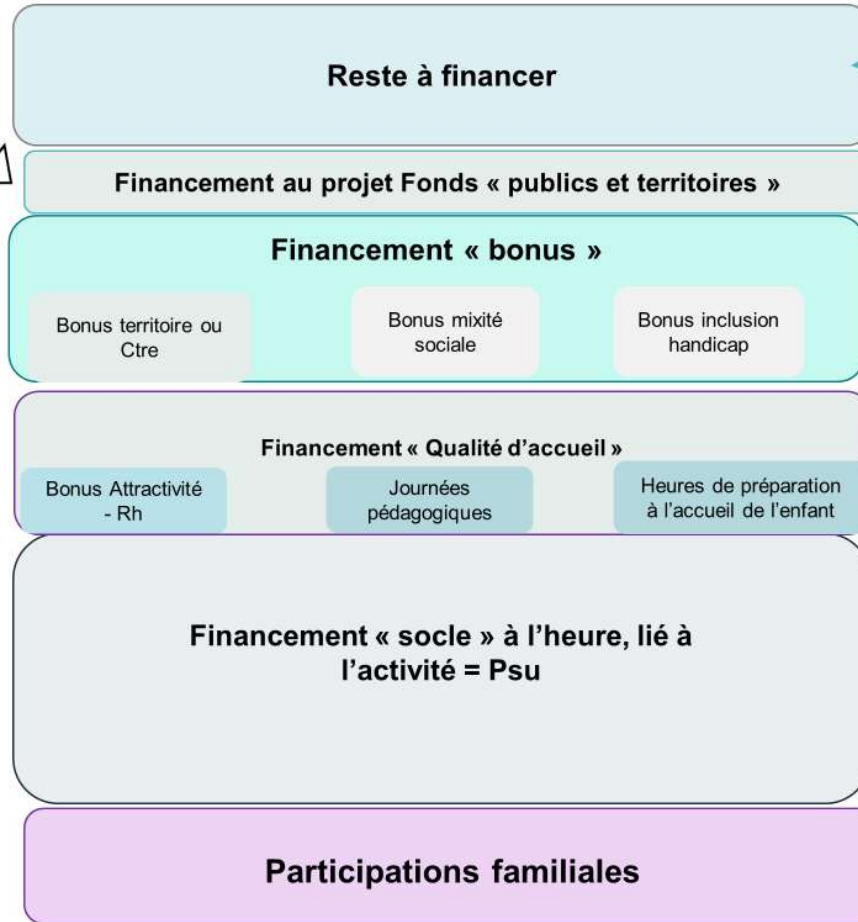 Reste à financer
Financement au projet Fonds « publics et territoires »
Financement « bonus »
Bonus territoire ou
Ctre
Bonus mixité
sociale
Bonus inclusion
handicap
Financement « Qualité d’accueil »
Bonus Attractivité
- Rh
Journées
pédagogiques
Heures de préparation
à l’accueil de l’enfant
Financement « socle » à l’heure, lié à
l’activité = Psu
Participations familiales